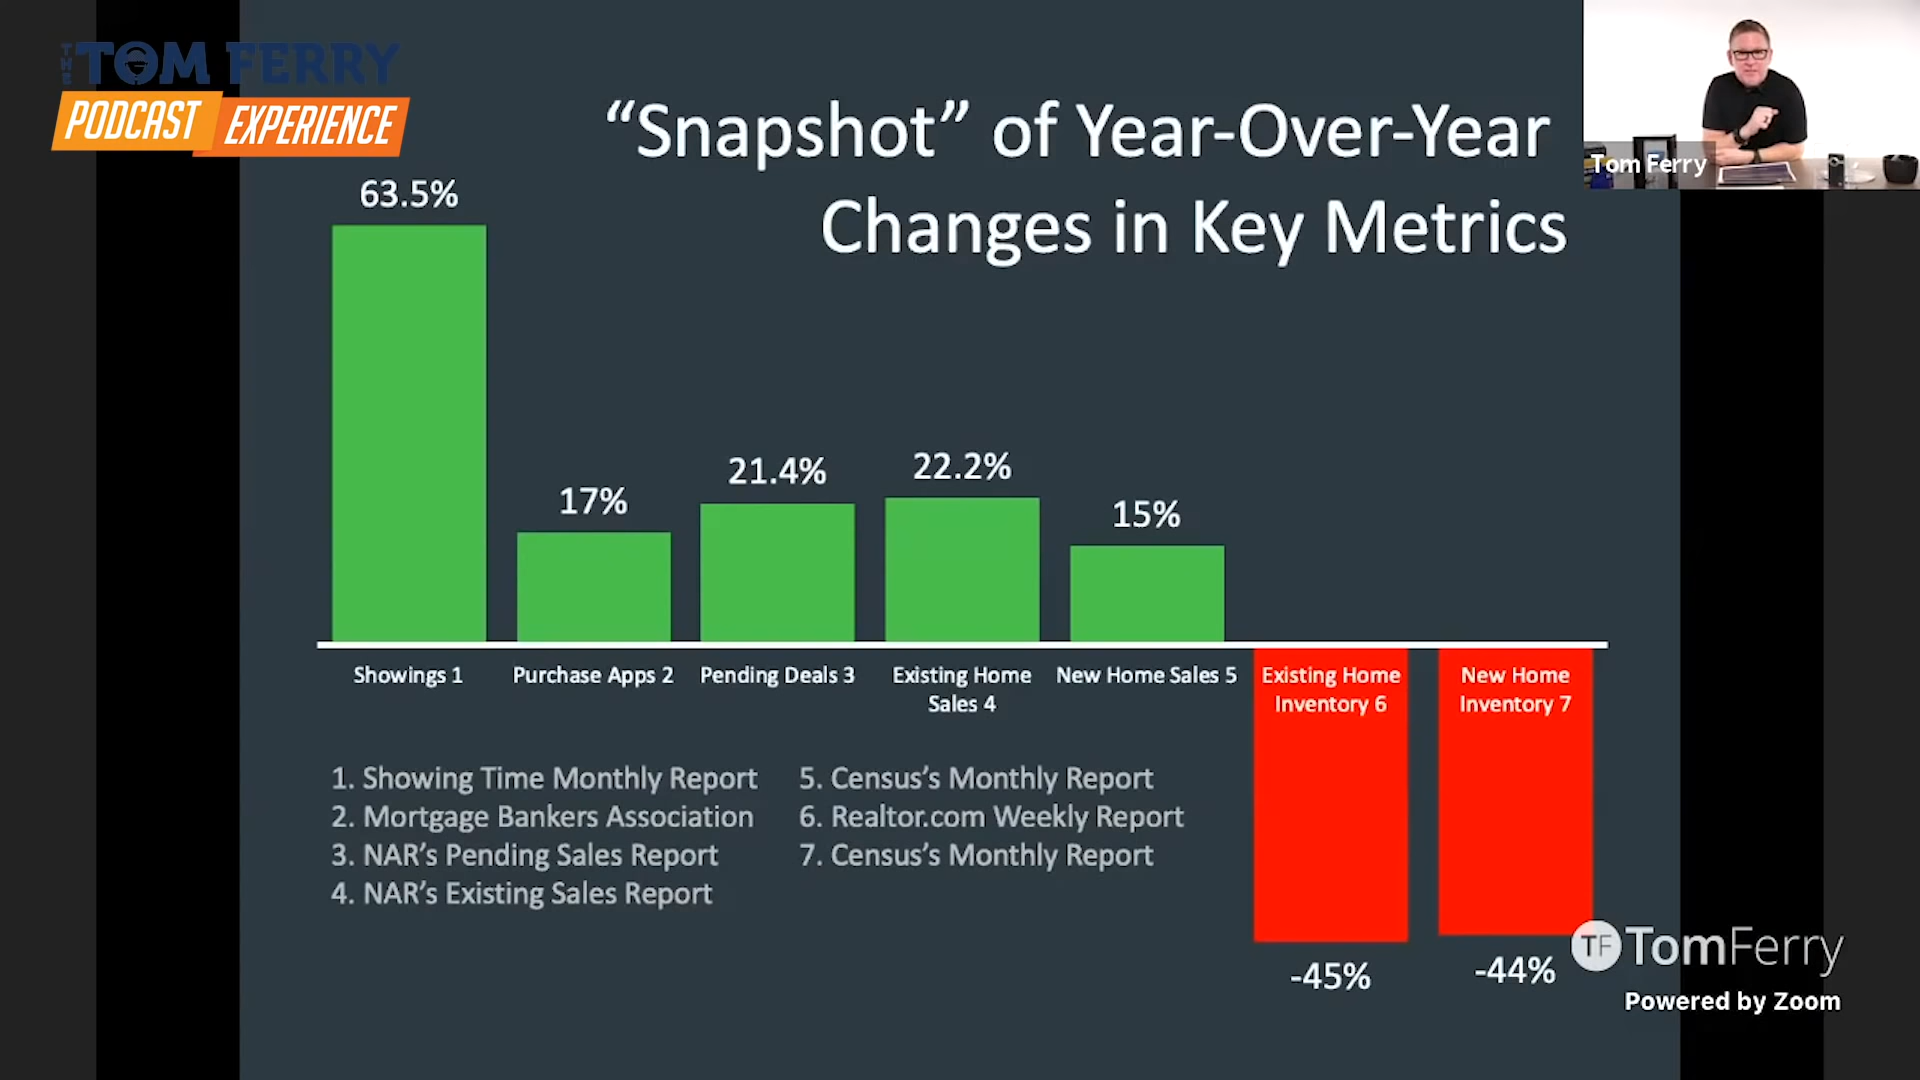 THE TOM FERRY
PODCAST EXPERIENCE
“Snapshot” of Year-Over-Year
Changes in Key Metrics
Tom Ferry
63.5%
17%
21.4%
22.2%
15%
Showings 1
Purchase Apps 2
Pending Deals 3
Existing Home
Sales 4
New Home Sales 5
Existing Home
Inventory 6
New Home
Inventory 7
-45%
-44%
1. Showing Time Monthly Report
2. Mortgage Bankers Association
3. NAR’s Pending Sales Report
4. NAR’s Existing Sales Report
5. Census’s Monthly Report
6. Realtor.com Weekly Report
7. Census’s Monthly Report
TF TomFerry
Powered by Zoom